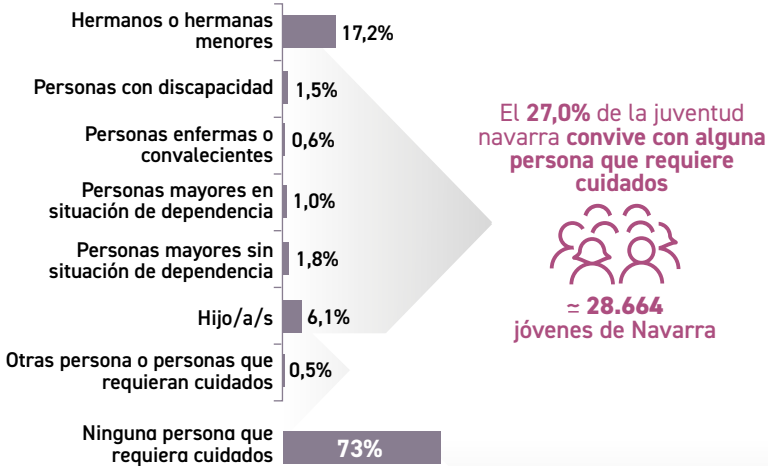 Hermanos o hermanas
menores
17,2%
Personas con discapacidad
1,5%
Personas enfermas o
convalecientes
0,6%
Personas mayores en
situación de dependencia
1,0%
Personas mayores sin
situación de dependencia
1,8%
Hijo/a/s
6,1%
Otras persona o personas que
requieran cuidados
0,5%
Ninguna persona que
requiera cuidados
73%
El 27,0% de la juventud
navarra convive con alguna
persona que requiere
cuidados
≃ 28.664
jóvenes de Navarra